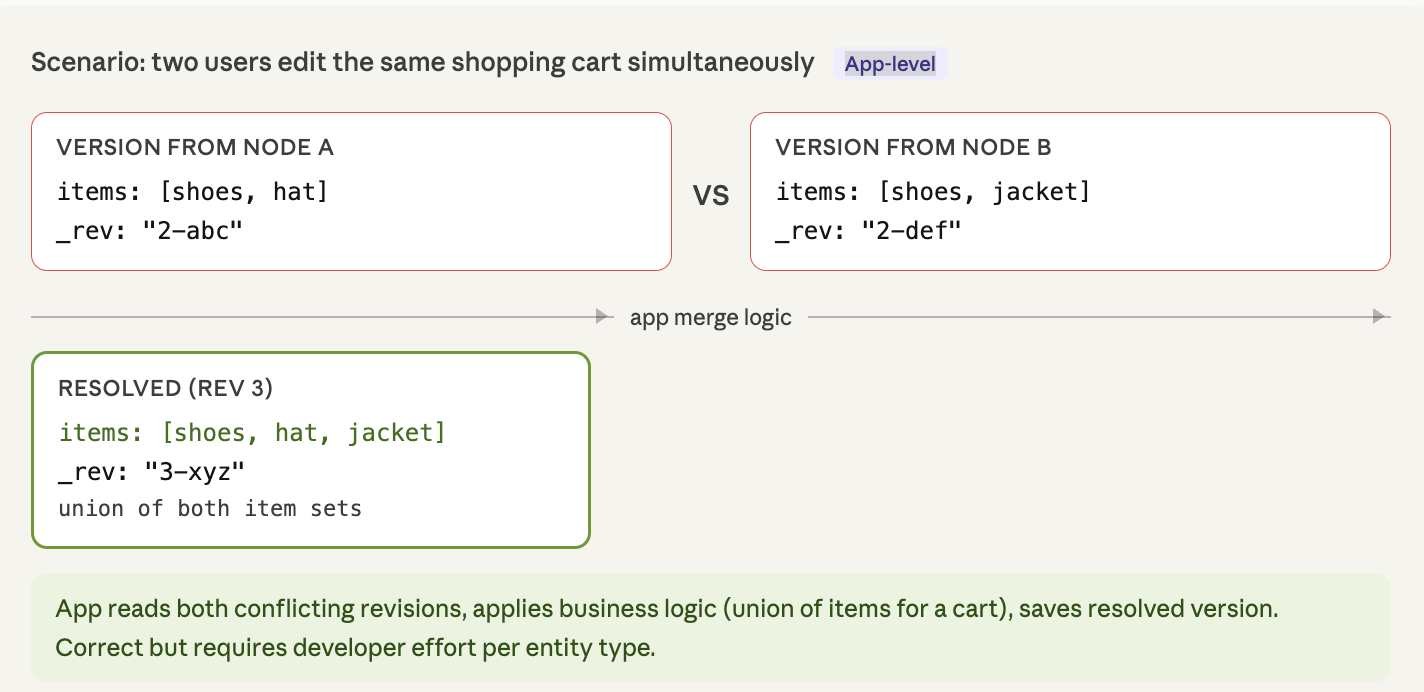 Scenario: two users edit the same shopping cart simultaneously App-level
VERSION FROM NODE A
items: [shoes, hat]
_rev: "2-abc"
VS
VERSION FROM NODE B
items: [shoes, jacket]
_rev: "2-def"
app merge logic
RESOLVED (REV 3)
items: [shoes, hat, jacket]
_rev: "3-xyz"
union of both item sets
App reads both conflicting revisions, applies business logic (union of items for a cart), saves resolved version.
Correct but requires developer effort per entity type.